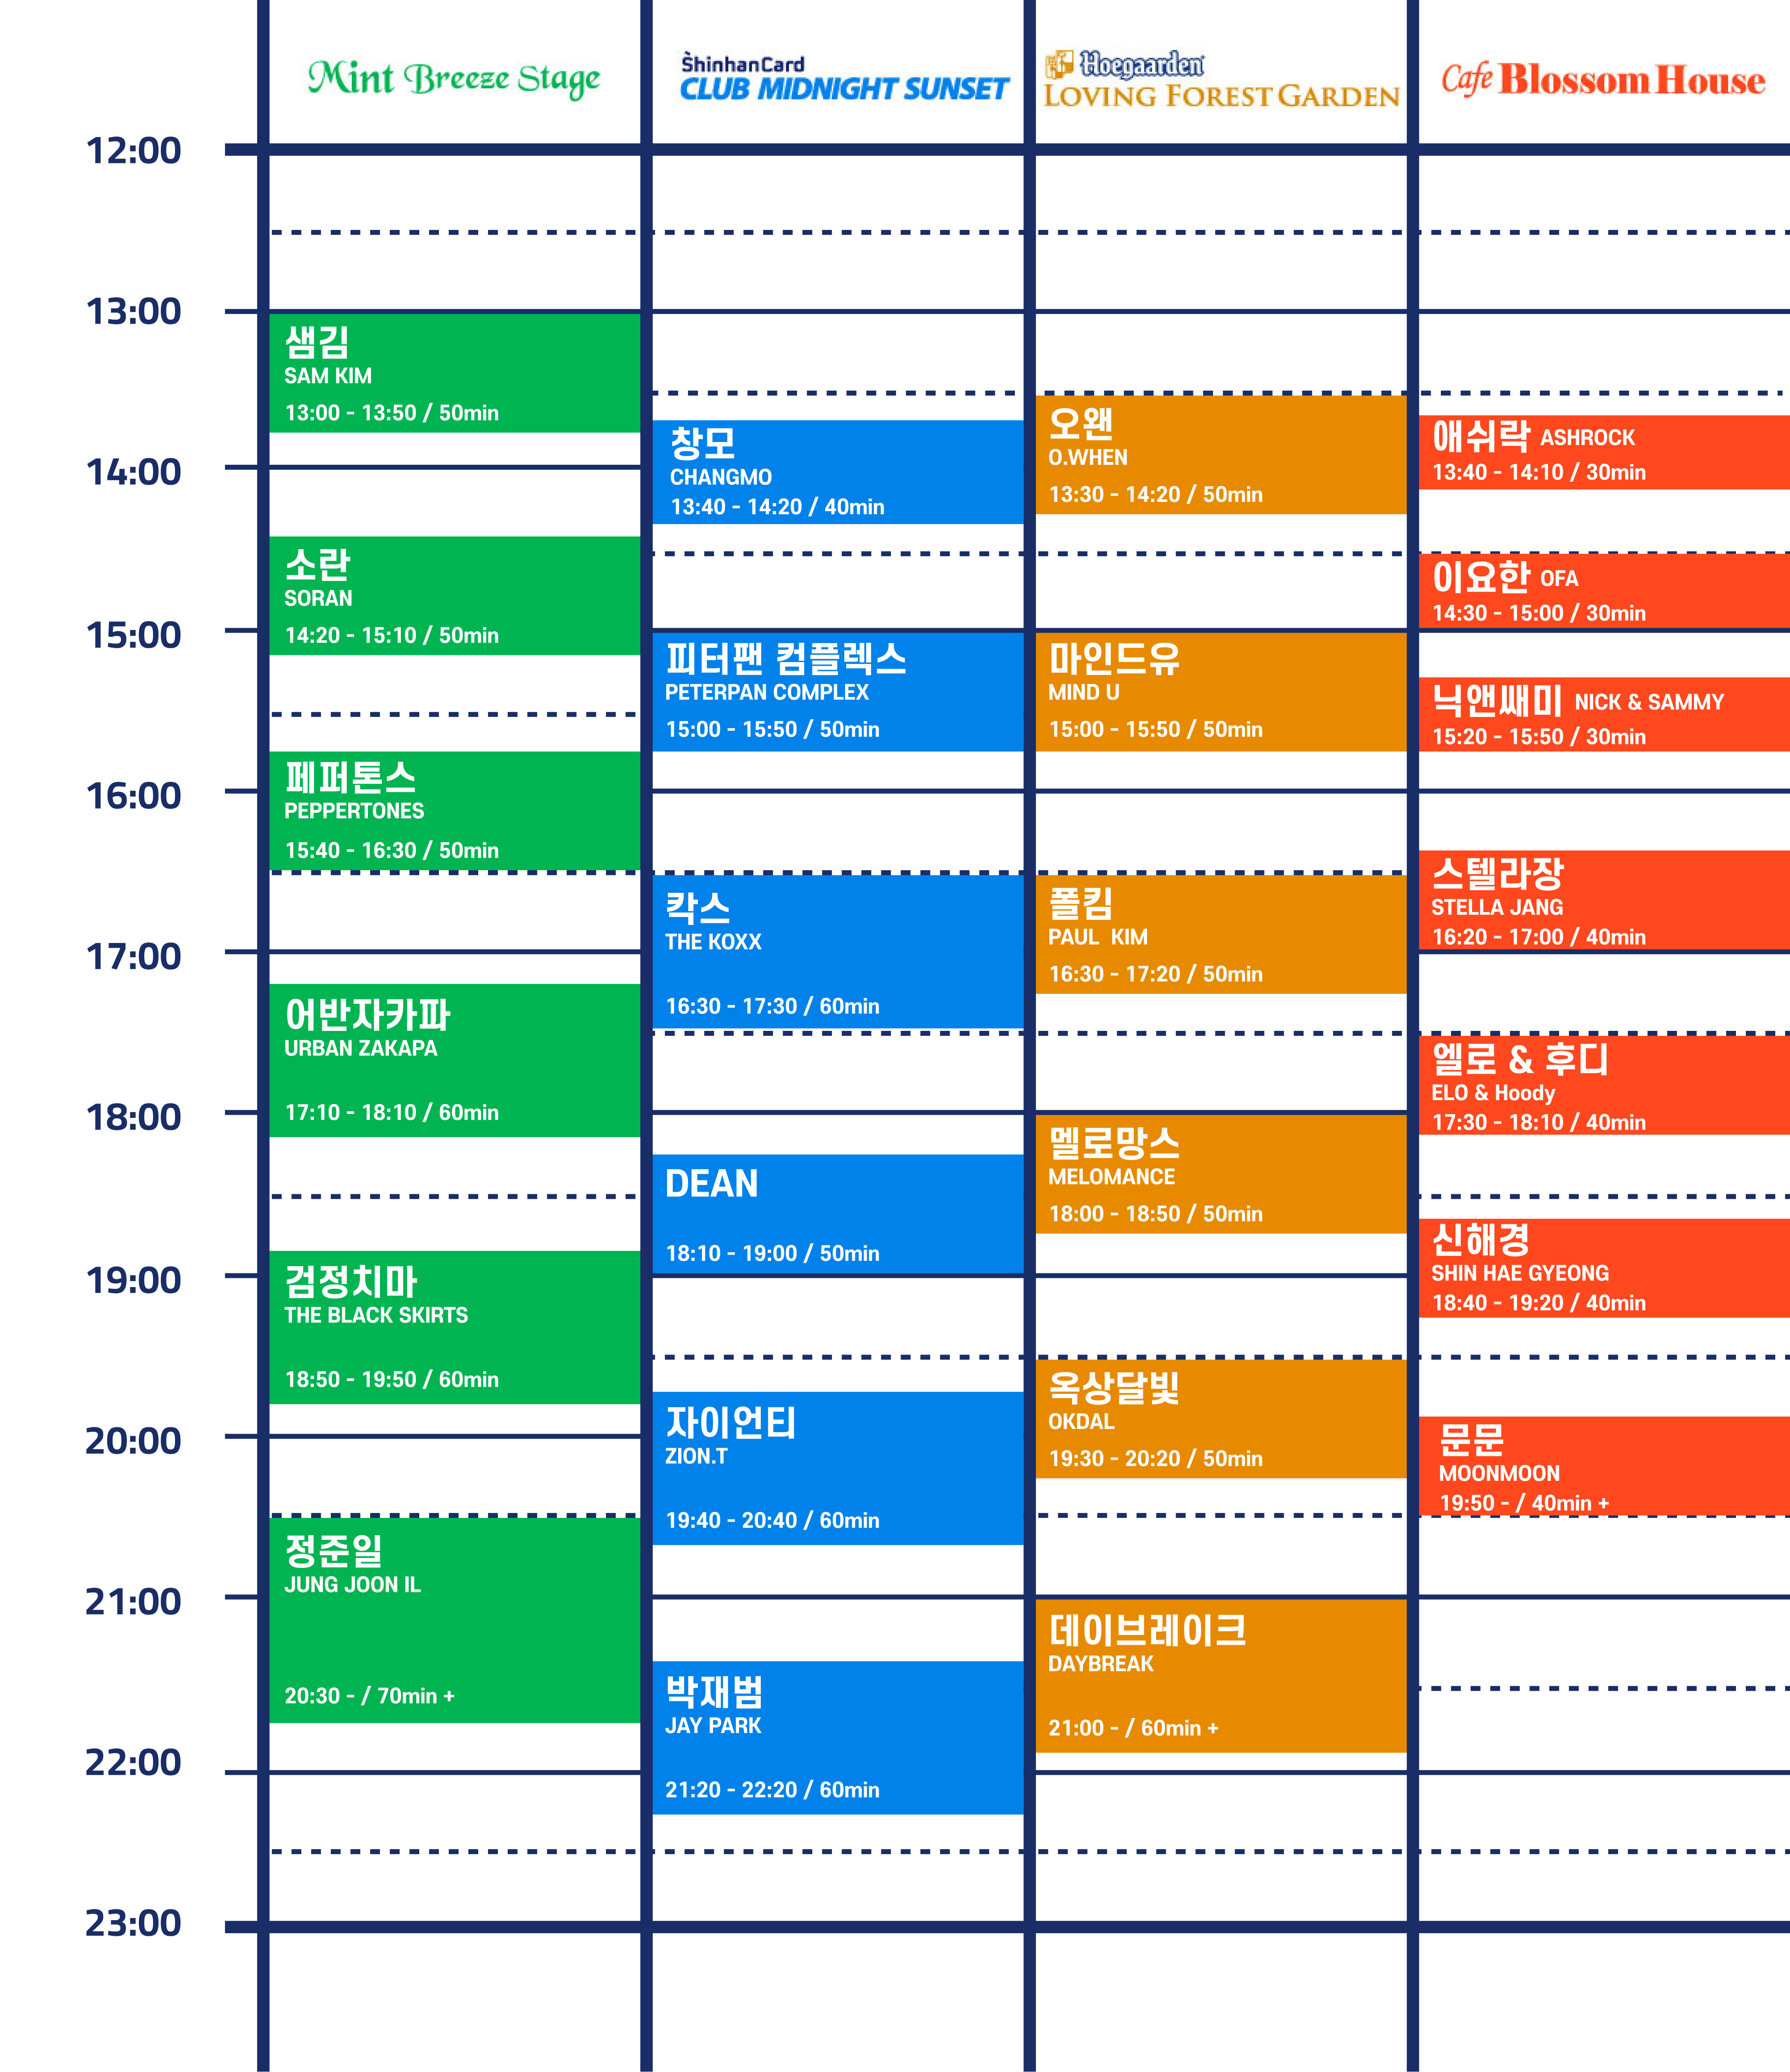 Mint Breeze Stage
ShinhanCard
CLUB MIDNIGHT SUNSET
Hoegaarden
LOVING FOREST GARDEN
Cafe Blossom House
12:00
13:00
14:00
15:00
16:00
17:00
18:00
19:00
20:00
21:00
22:00
23:00
샘김
SAM KIM
13:00 - 13:50 / 50min
소란
SORAN
14:20 - 15:10 / 50min
페퍼톤스
PEPPERTONES
15:40 - 16:30 / 50min
어반자카파
URBAN ZAKAPA
17:10 - 18:10 / 60min
검정치마
THE BLACK SKIRTS
18:50 - 19:50 / 60min
정준일
JUNG JOON IL
20:30 - / 70min +
창모
CHANGMO
13:40 - 14:20 / 40min
피터팬 컴플렉스
PETERPAN COMPLEX
15:00 - 15:50 / 50min
칵스
THE KOXX
16:30 - 17:30 / 60min
DEAN
18:10 - 19:00 / 50min
자이언티
ZION.T
19:40 - 20:40 / 60min
박재범
JAY PARK
21:20 - 22:20 / 60min
오왠
O.WHEN
13:30 - 14:20 / 50min
마인드유
MIND U
15:00 - 15:50 / 50min
폴킴
PAUL KIM
16:30 - 17:20 / 50min
멜로망스
MELOMANCE
18:00 - 18:50 / 50min
옥상달빛
OKDAL
19:30 - 20:20 / 50min
데이브레이크
DAYBREAK
21:00 - / 60min +
애쉬락 ASHROCK
13:40 - 14:10 / 30min
이요한 OFA
14:30 - 15:00 / 30min
닉앤쌔미 NICK & SAMMY
15:20 - 15:50 / 30min
스텔라장
STELLA JANG
16:20 - 17:00 / 40min
엘로 & 후디
ELO & Hoody
17:30 - 18:10 / 40min
신해경
SHIN HAE GYEONG
18:40 - 19:20 / 40min
문문
MOONMOON
19:50 - / 40min +